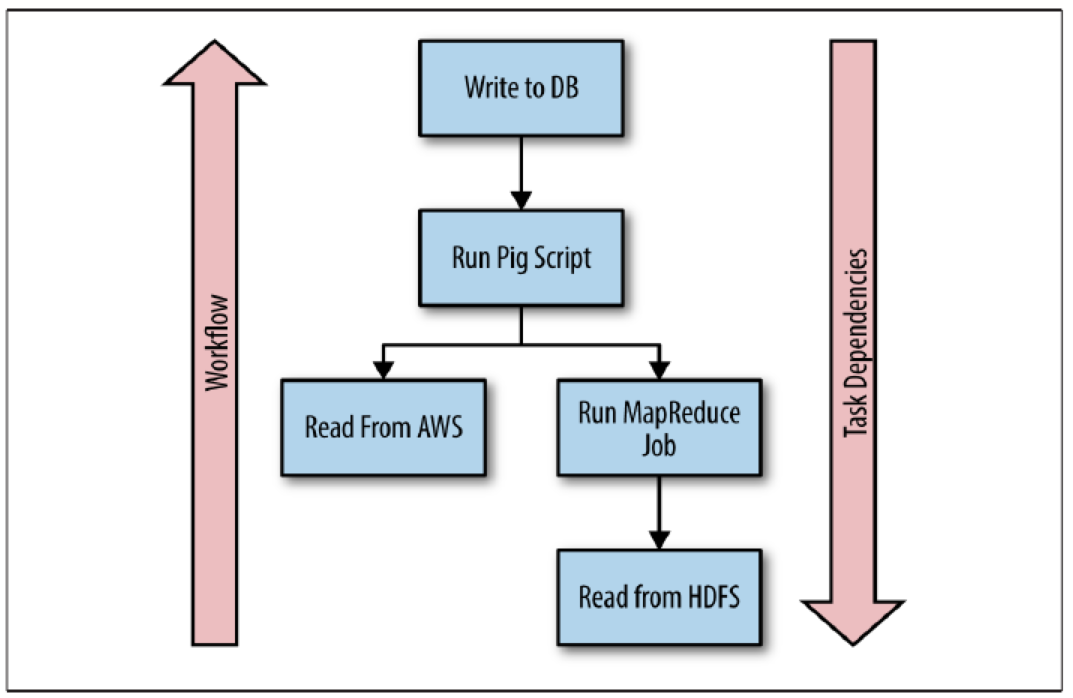 Write to DB
Run Pig Script
Workflow
Task Dependencies
Read From AWS
Run MapReduce
Job
Read from HDFS